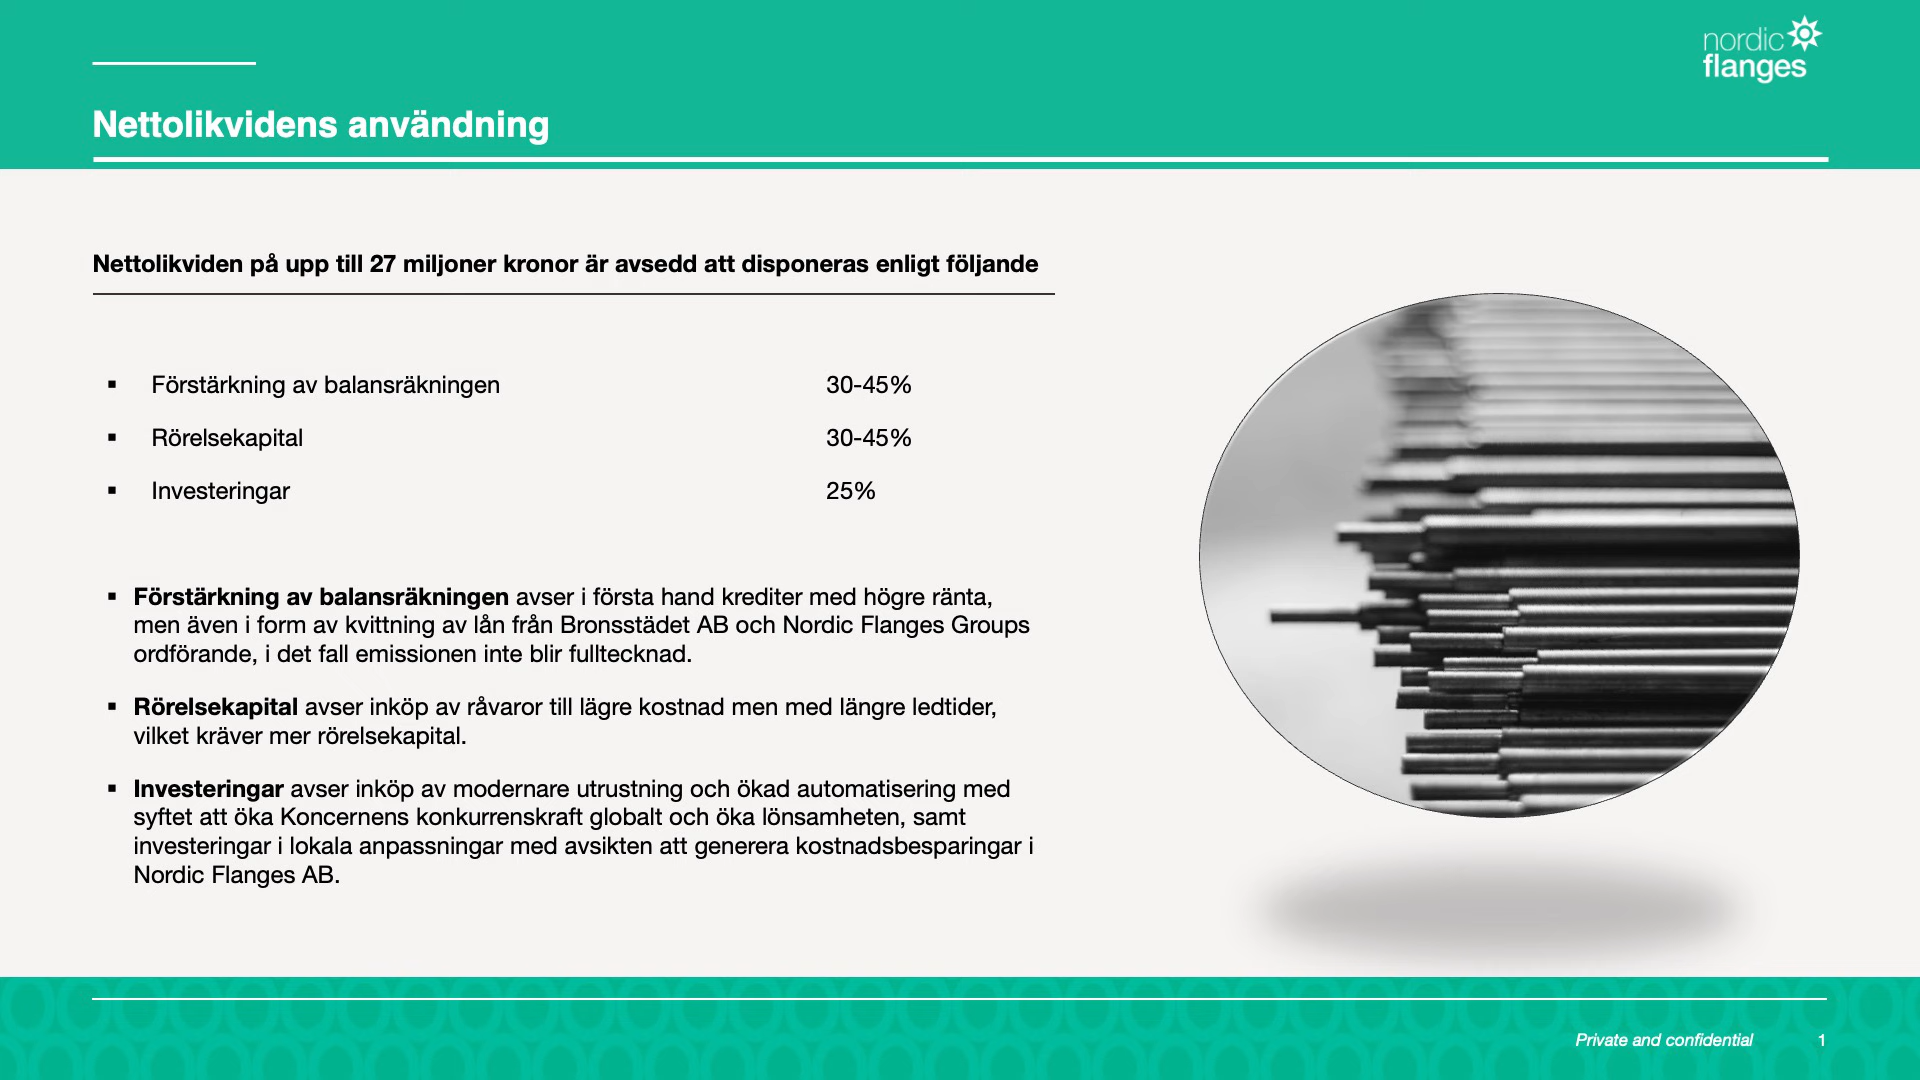 nordic
flanges
Nettolikvidens användning
Nettolikviden på upp till 27 miljoner kronor är avsedd att disponeras enligt följande
▪ Förstärkning av balansräkningen 30-45%
▪ Rörelsekapital 30-45%
▪ Investeringar 25%
▪ Förstärkning av balansräkningen avser i första hand krediter med högre ränta,
men även i form av kvittning av lån från Bronsstädet AB och Nordic Flanges Groups
ordförande, i det fall emissionen inte blir fulltecknad.
▪ Rörelsekapital avser inköp av råvaror till lägre kostnad men med längre ledtider,
vilket kräver mer rörelsekapital.
▪ Investeringar avser inköp av modernare utrustning och ökad automatisering med
syftet att öka Koncernens konkurrenskraft globalt och öka lönsamheten, samt
investeringar i lokala anpassningar med avsikten att generera kostnadsbesparingar i
Nordic Flanges AB.
Private and confidential 1